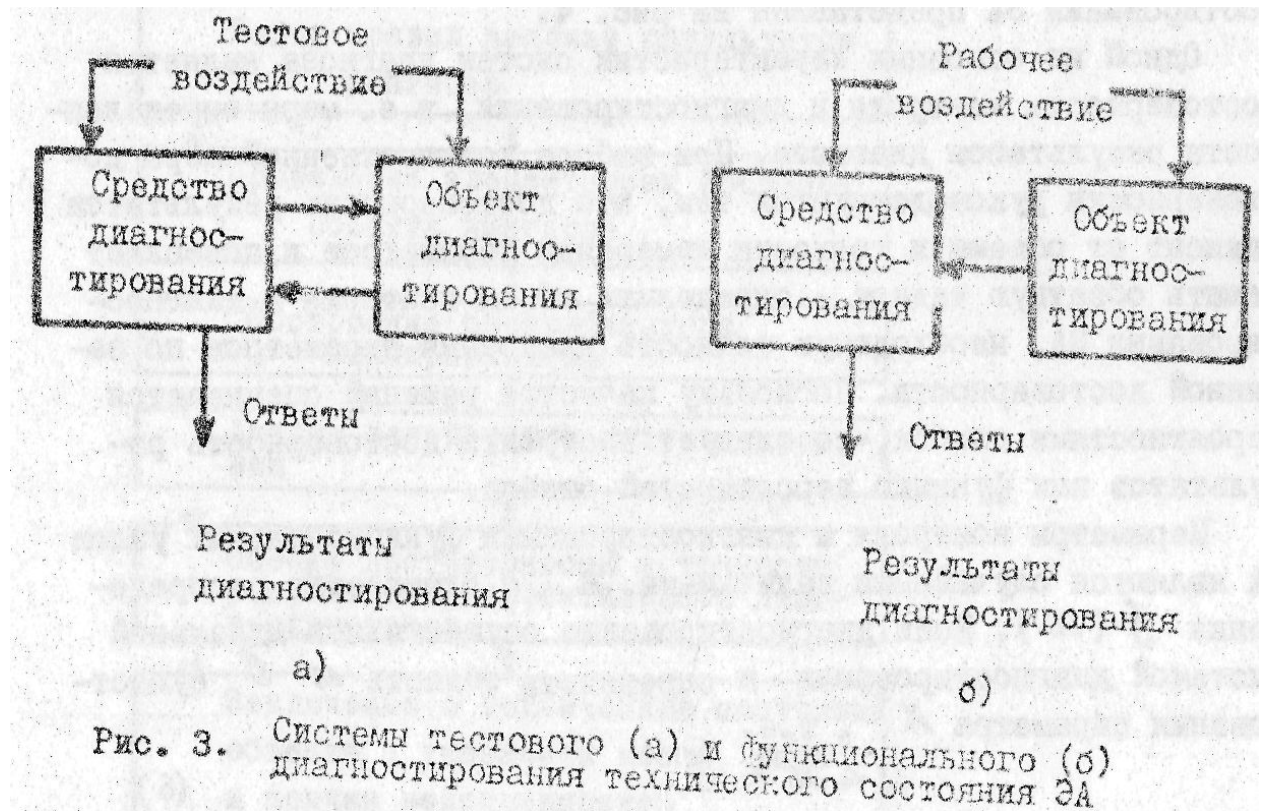 Тестовое
воздействие
Средство
диагнос-
тирования
Объект
диагнос-
тирования
Ответы
Результаты
диагностирования
а)
Рабочее
воздействие
Средство
диагнос-
тирования
Объект
диагнос-
тирования
Ответы
Результаты
диагностирования
б)
Рис. 3. Системы тестового (а) и функционального (б)
диагностирования технического состояния ЭА